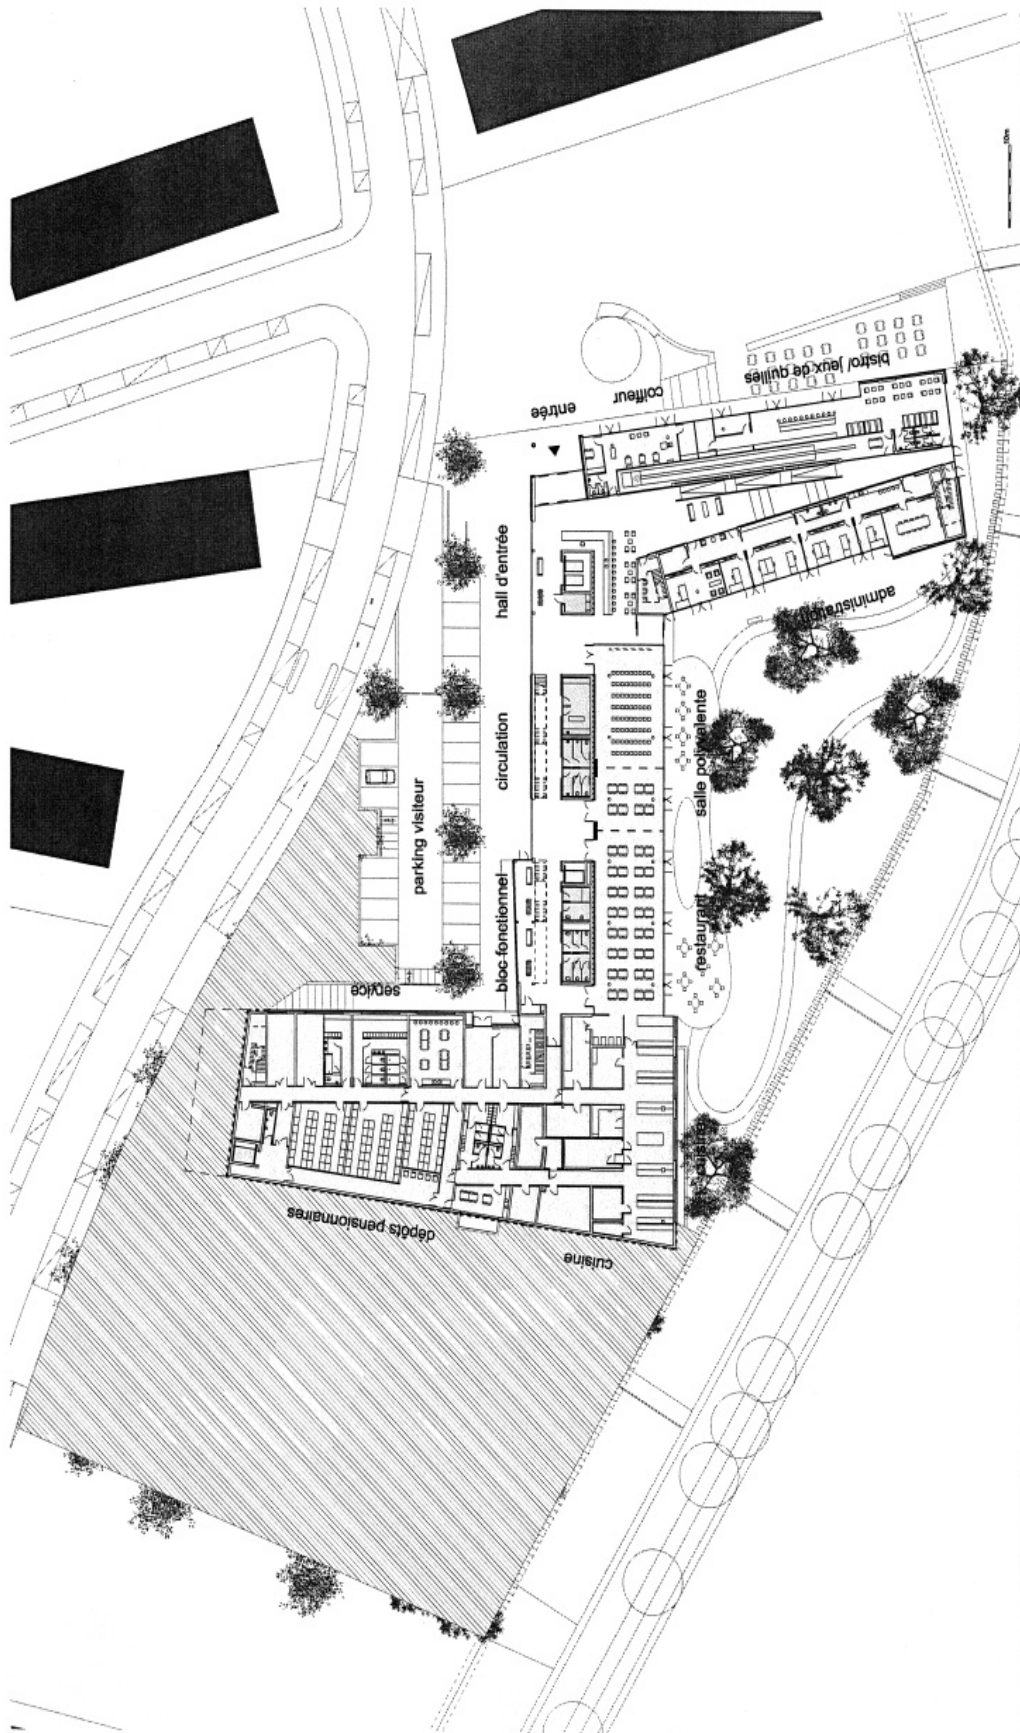 10m
bistro/ jeux de quilles
coiffeur
entrée
hall d'entrée
administration
circulation
salle polyvalente
parking visiteur
bloc fonctionnel
restaurant
service
dépôts pensionnaires
cuisine